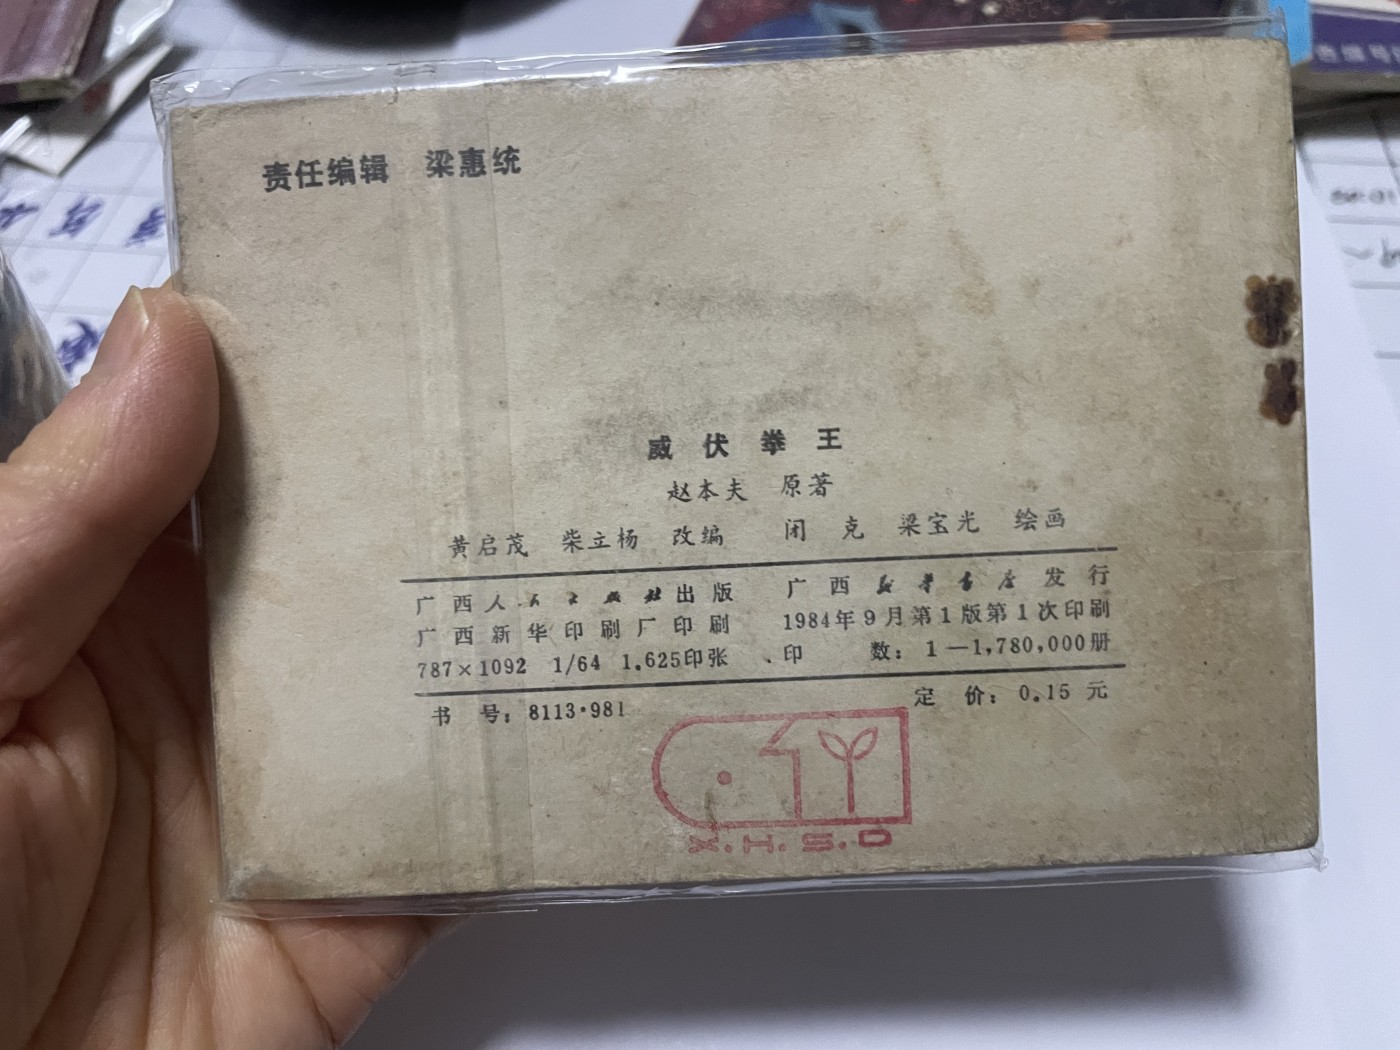 责任编辑 梁惠统
威伏拳王
赵本夫 原著
黄启茂 柴立杨 改编 闭克 梁宝光 绘画
广西人民出版社出版 广西新华书店发行
广西新华印刷厂印刷 1984年9月第1版第1次印刷
787×1092 1/64 1.625印张 印数：1—1,780,000册
书号：8113·981 定价：0.15元